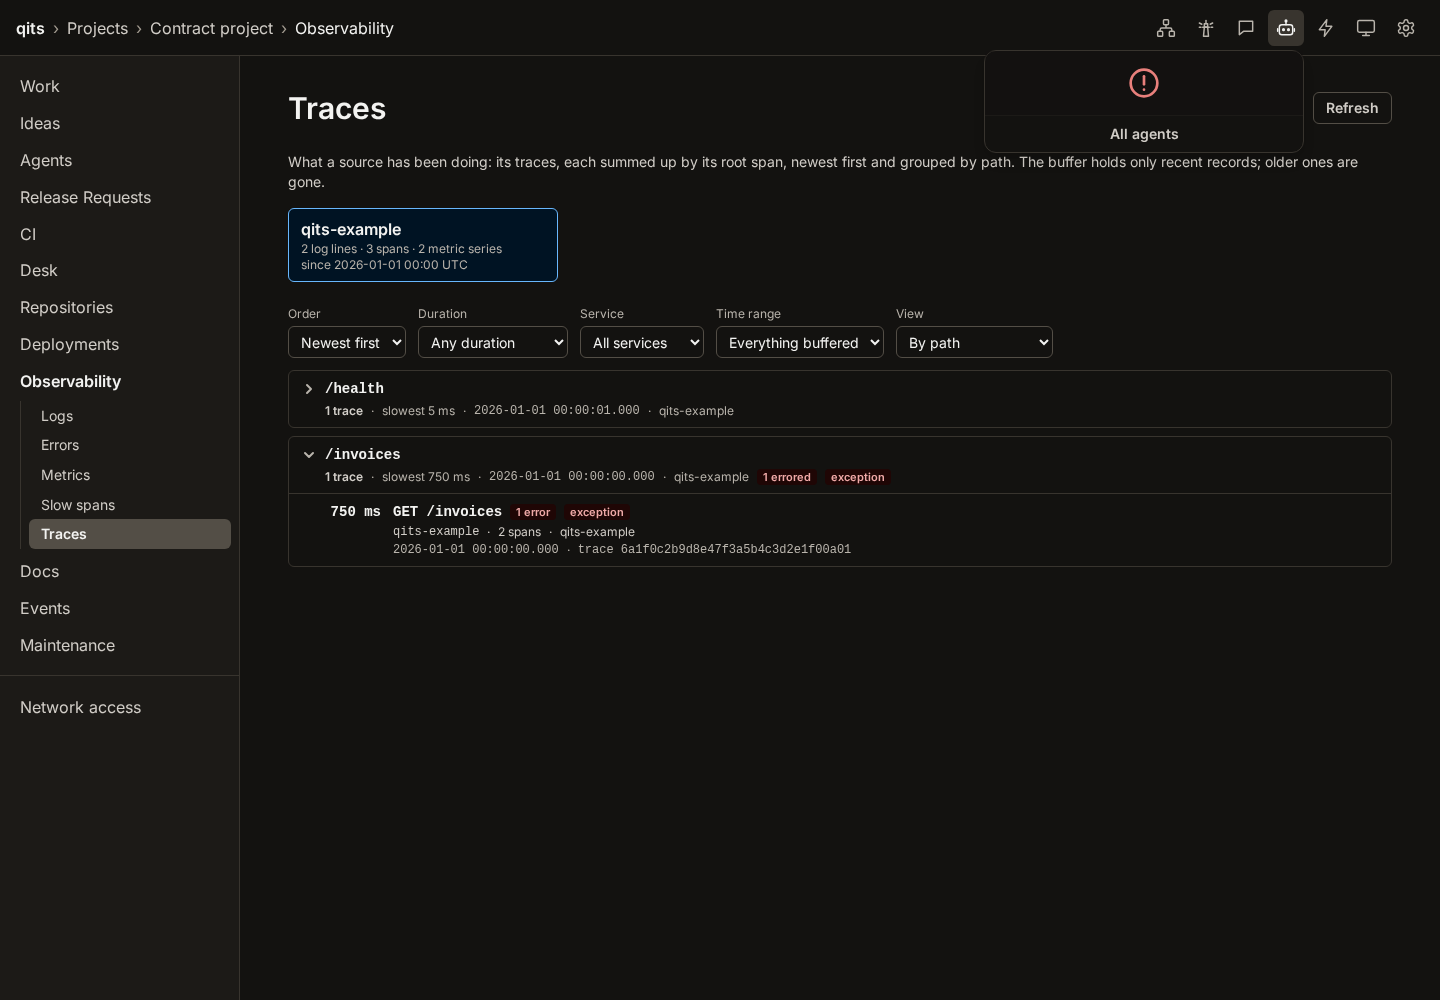 qits › Projects › Contract project › Observability
All agents
Work
Ideas
Agents
Release Requests
CI
Desk
Repositories
Deployments
Observability
Logs
Errors
Metrics
Slow spans
Traces
Docs
Events
Maintenance
Network access
Traces
Refresh
What a source has been doing: its traces, each summed up by its root span, newest first and grouped by path. The buffer holds only recent records; older ones are
gone.
qits-example
2 log lines · 3 spans · 2 metric series
since 2026-01-01 00:00 UTC
Order Duration Service Time range View
Newest first Any duration All services Everything buffered By path
/health
1 trace · slowest 5 ms · 2026-01-01 00:00:01.000 · qits-example
/invoices
1 trace · slowest 750 ms · 2026-01-01 00:00:00.000 · qits-example 1 errored exception
750 ms GET /invoices 1 error exception
qits-example · 2 spans · qits-example
2026-01-01 00:00:00.000 · trace 6a1f0c2b9d8e47f3a5b4c3d2e1f00a01